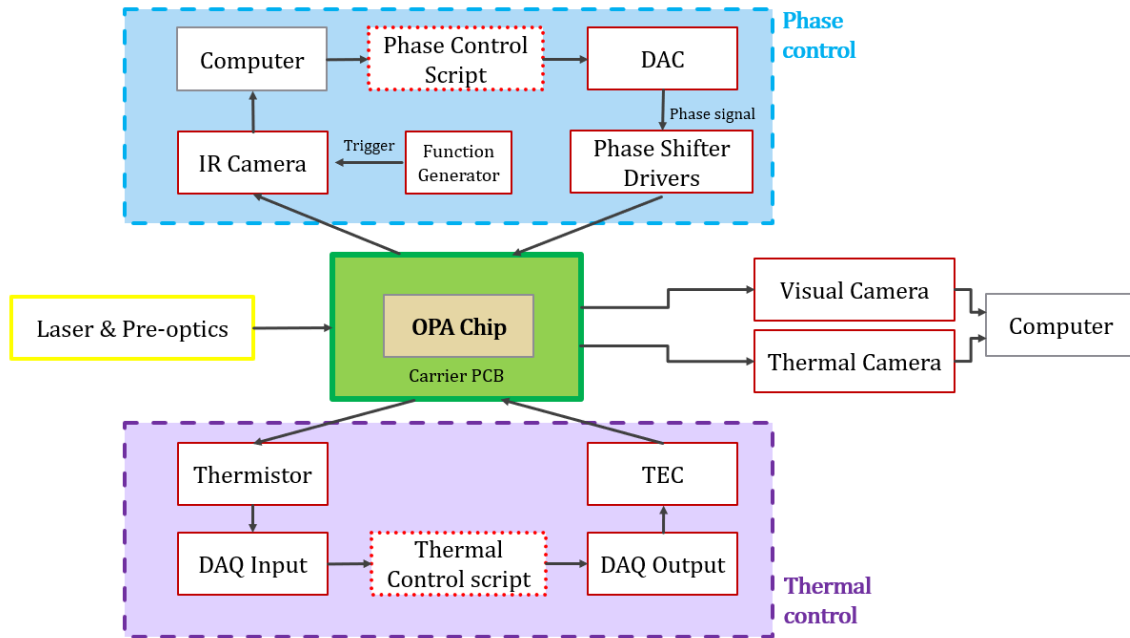 Phase
control
Computer
Phase Control
Script
DAC
Phase signal
IR Camera
Trigger
Function
Generator
Phase Shifter
Drivers
Laser & Pre-optics
OPA Chip
Carrier PCB
Visual Camera
Thermal Camera
Computer
Thermistor
TEC
DAQ Input
Thermal
Control script
DAQ Output
Thermal
control